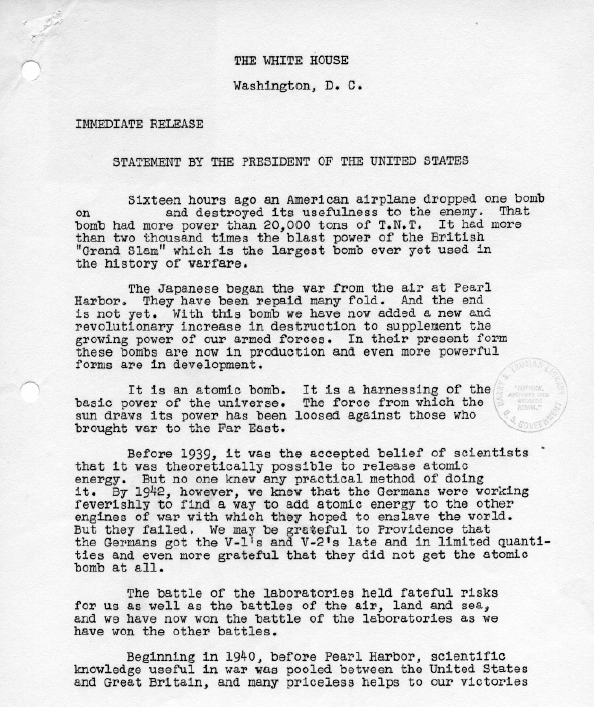 THE WHITE HOUSE
Washington, D. C.
IMMEDIATE RELEASE
STATEMENT BY THE PRESIDENT OF THE UNITED STATES
Sixteen hours ago an American airplane dropped one bomb
on and destroyed its usefulness to the enemy. That
bomb had more power than 20,000 tons of T.N.T. It had more
than two thousand times the blast power of the British
"Grand Slam" which is the largest bomb ever yet used in
the history of warfare.
The Japanese began the war from the air at Pearl
Harbor. They have been repaid many fold. And the end
is not yet. With this bomb we have now added a new and
revolutionary increase in destruction to supplement the
growing power of our armed forces. In their present form
these bombs are now in production and even more powerful
forms are in development.
It is an atomic bomb. It is a harnessing of the
basic power of the universe. The force from which the
sun draws its power has been loosed against those who
brought war to the Far East.
Before 1939, it was the accepted belief of scientists
that it was theoretically possible to release atomic
energy. But no one knew any practical method of doing
it. By 1942, however, we knew that the Germans were working
feverishly to find a way to add atomic energy to the other
engines of war with which they hoped to enslave the world.
But they failed. We may be grateful to Providence that
the Germans got the V-1's and V-2's late and in limited quanti-
ties and even more grateful that they did not get the atomic
bomb at all.
The battle of the laboratories held fateful risks
for us as well as the battles of the air, land and sea,
and we have now won the battle of the laboratories as we
have won the other battles.
Beginning in 1940, before Pearl Harbor, scientific
knowledge useful in war was pooled between the United States
and Great Britain, and many priceless helps to our victories
HARRY S. TRUMAN LIBRARY
U. S. GOVERNMENT